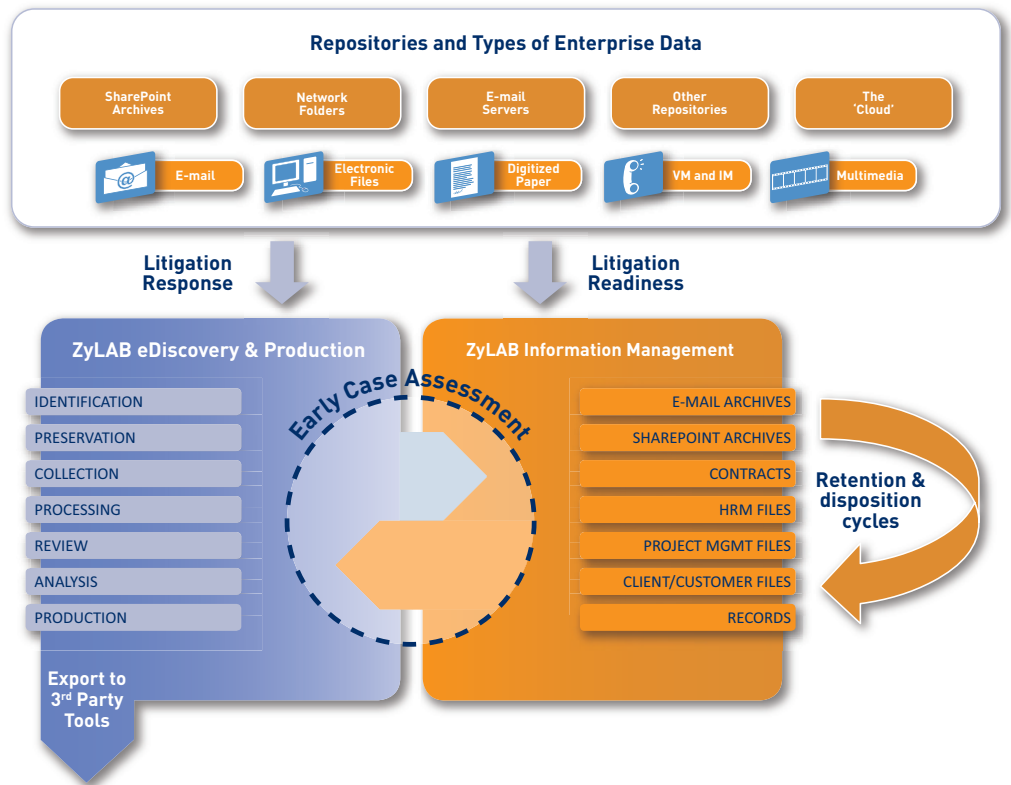 Repositories and Types of Enterprise Data
SharePoint
Archives
Network
Folders
E-mail
Servers
Other
Repositories
The
'Cloud'
@
E-mail
Electronic
Files
Digitized
Paper
VM and IM
Multimedia
Litigation
Response
Litigation
Readiness
ZyLAB eDiscovery & Production
ZyLAB Information Management
Early Case Assessment
IDENTIFICATION
PRESERVATION
COLLECTION
PROCESSING
REVIEW
ANALYSIS
PRODUCTION
E-MAIL ARCHIVES
SHAREPOINT ARCHIVES
CONTRACTS
HRM FILES
PROJECT MGMT FILES
CLIENT/CUSTOMER FILES
RECORDS
Retention &
disposition
cycles
Export to
3rd Party
Tools